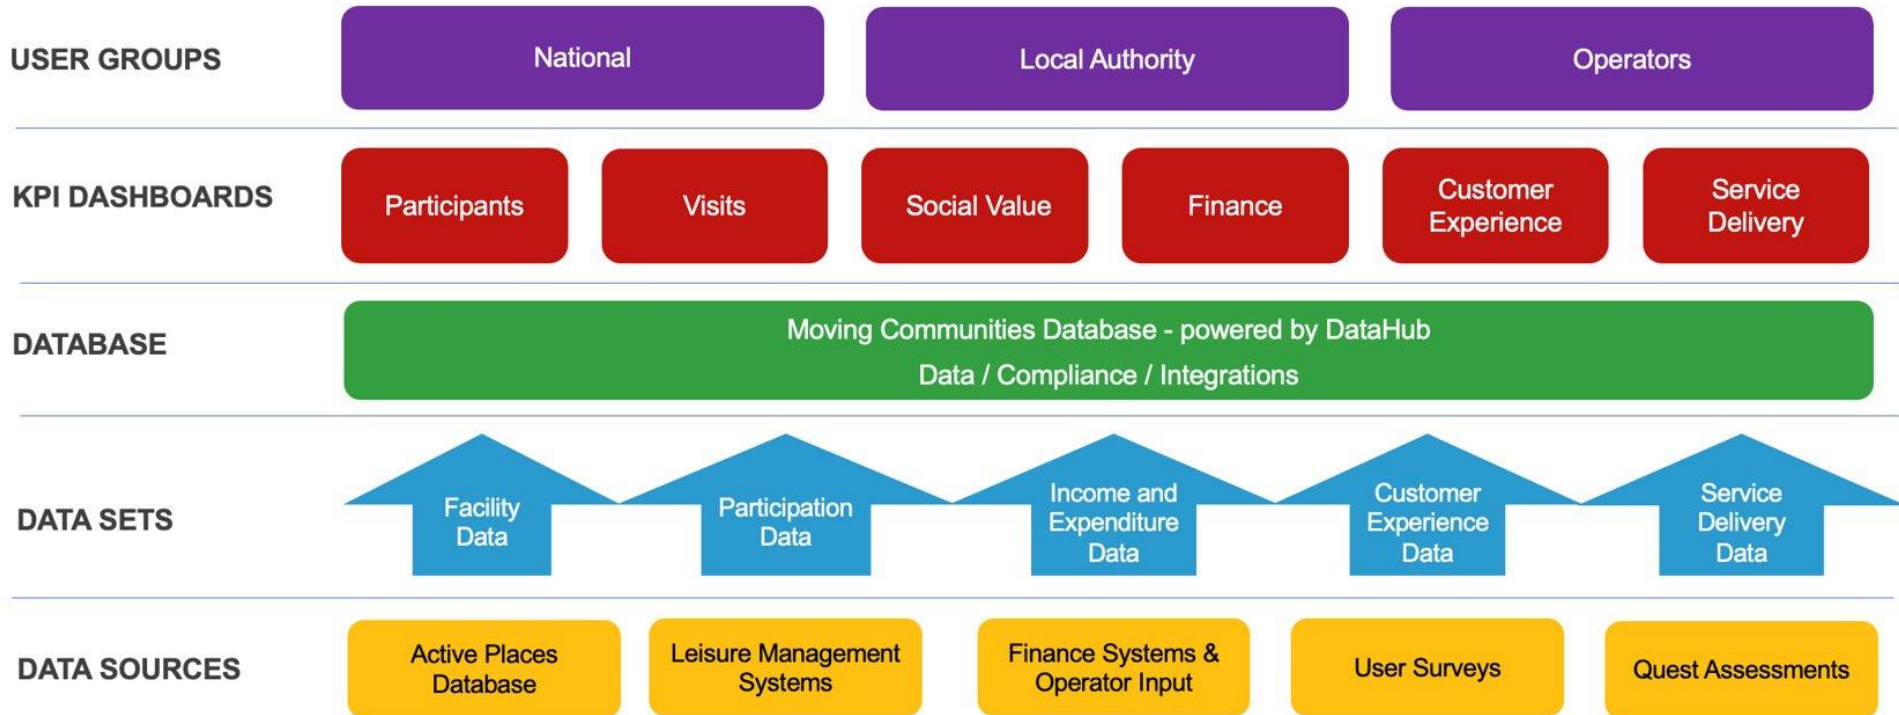 USER GROUPS
National
Local Authority
Operators
KPI DASHBOARDS
Participants
Visits
Social Value
Finance
Customer
Experience
Service
Delivery
DATABASE
Moving Communities Database - powered by DataHub
Data / Compliance / Integrations
DATA SETS
Facility
Data
Participation
Data
Income and
Expenditure
Data
Customer
Experience
Data
Service
Delivery
Data
DATA SOURCES
Active Places
Database
Leisure Management
Systems
Finance Systems &
Operator Input
User Surveys
Quest Assessments